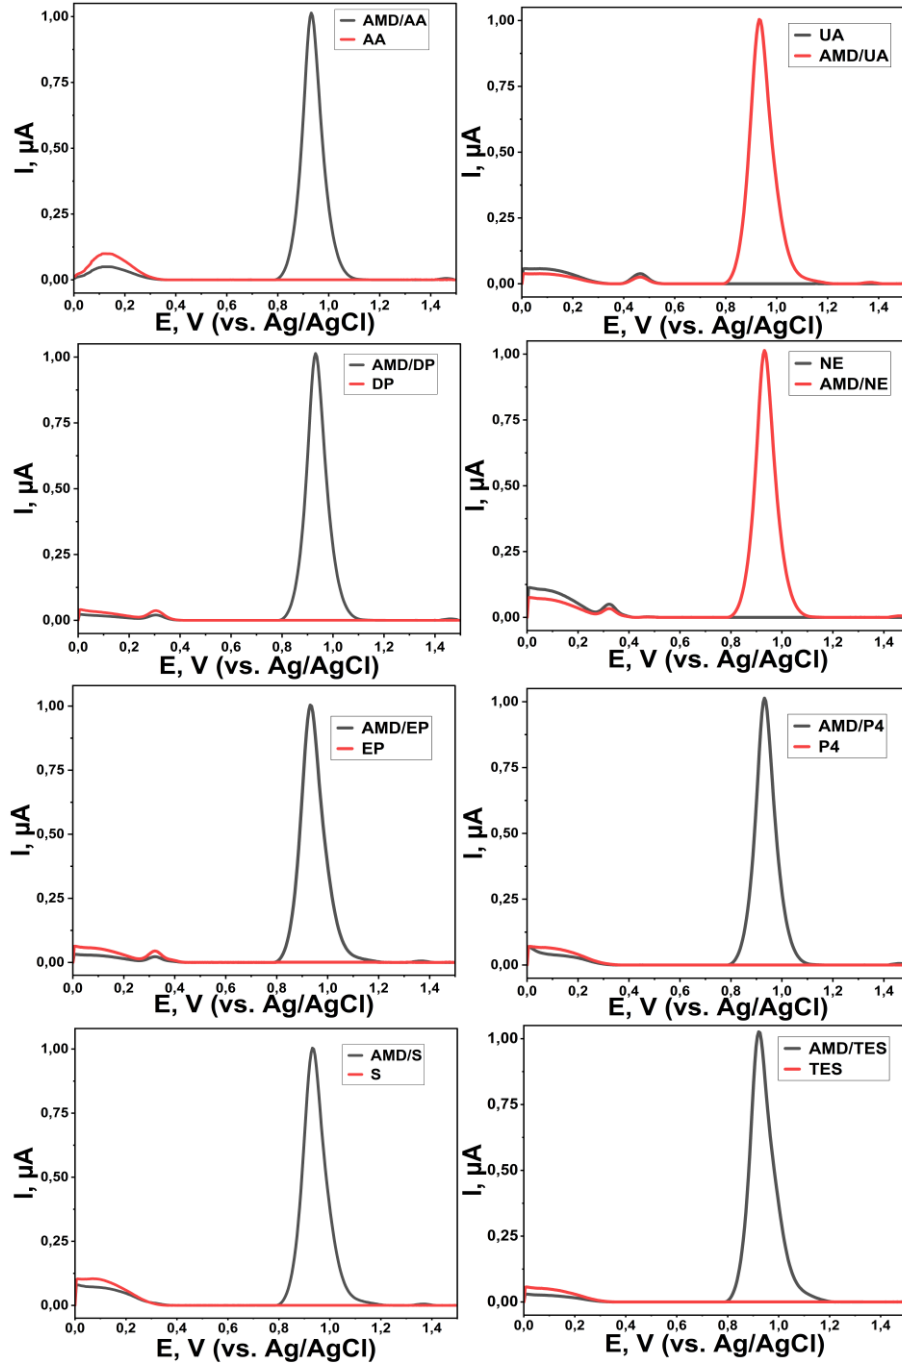 AMD/AA
AA
1,00
0,75
0,50
0,25
0,00
I, µA
0,0 0,2 0,4 0,6 0,8 1,0 1,2 1,4
E, V (vs. Ag/AgCl)
UA
AMD/UA
1,00
0,75
0,50
0,25
0,00
I, µA
0,0 0,2 0,4 0,6 0,8 1,0 1,2 1,4
E, V (vs. Ag/AgCl)
AMD/DP
DP
1,00
0,75
0,50
0,25
0,00
I, µA
0,0 0,2 0,4 0,6 0,8 1,0 1,2 1,4
E, V (vs. Ag/AgCl)
NE
AMD/NE
1,00
0,75
0,50
0,25
0,00
I, µA
0,0 0,2 0,4 0,6 0,8 1,0 1,2 1,4
E, V (vs. Ag/AgCl)
AMD/EP
EP
1,00
0,75
0,50
0,25
0,00
I, µA
0,0 0,2 0,4 0,6 0,8 1,0 1,2 1,4
E, V (vs. Ag/AgCl)
AMD/P4
P4
1,00
0,75
0,50
0,25
0,00
I, µA
0,0 0,2 0,4 0,6 0,8 1,0 1,2 1,4
E, V (vs. Ag/AgCl)
AMD/S
S
1,00
0,75
0,50
0,25
0,00
I, µA
0,0 0,2 0,4 0,6 0,8 1,0 1,2 1,4
E, V (vs. Ag/AgCl)
AMD/TES
TES
1,00
0,75
0,50
0,25
0,00
I, µA
0,0 0,2 0,4 0,6 0,8 1,0 1,2 1,4
E, V (vs. Ag/AgCl)